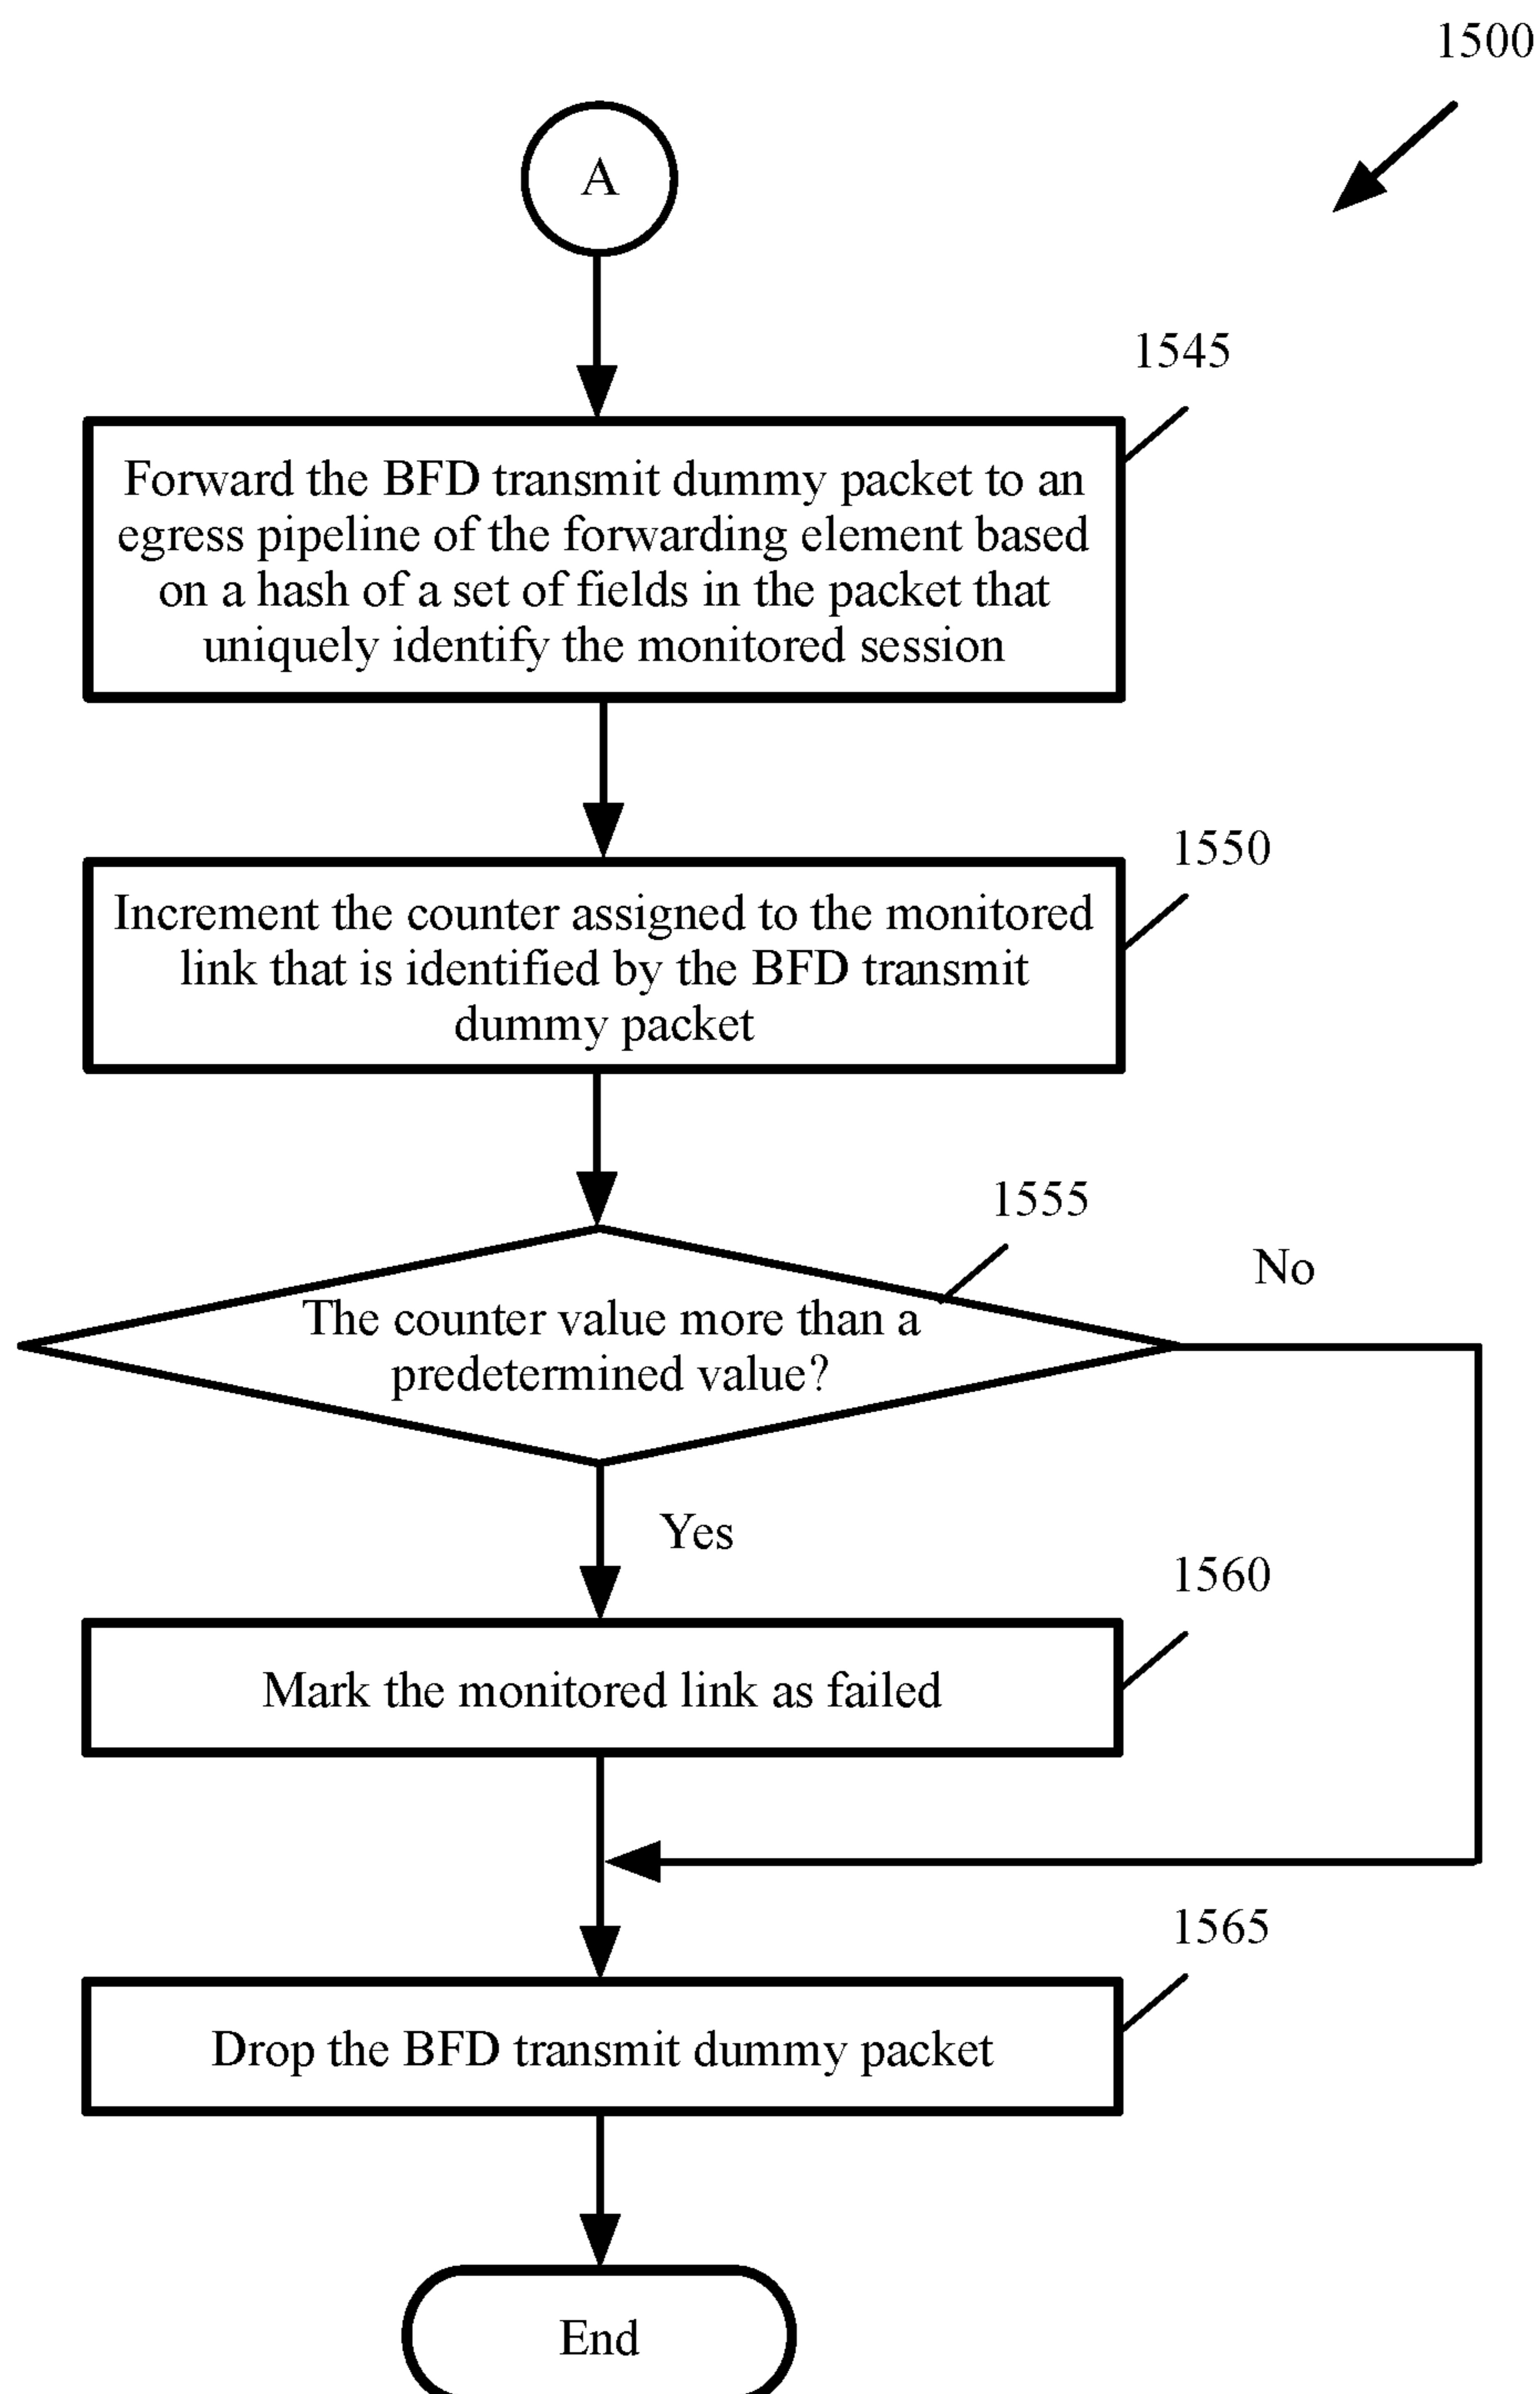 1500
A
1545
Forward the BFD transmit dummy packet to an
egress pipeline of the forwarding element based
on a hash of a set of fields in the packet that
uniquely identify the monitored session
1550
Increment the counter assigned to the monitored
link that is identified by the BFD transmit
dummy packet
1555
No
The counter value more than a
predetermined value?
Yes
1560
Mark the monitored link as failed
1565
Drop the BFD transmit dummy packet
End